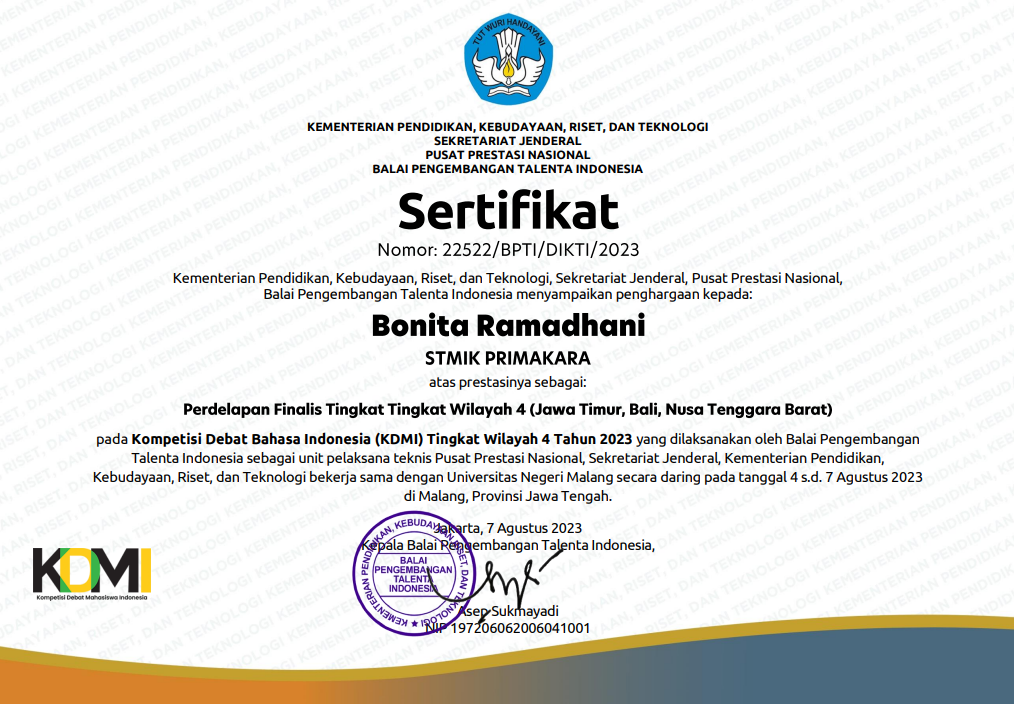 TUT WURI HANDAYANI
KEMENTERIAN PENDIDIKAN, KEBUDAYAAN, RISET, DAN TEKNOLOGI
SEKRETARIAT JENDERAL
PUSAT PRESTASI NASIONAL
BALAI PENGEMBANGAN TALENTA INDONESIA
Sertifikat
Nomor: 22522/BPTI/DIKTI/2023
Kementerian Pendidikan, Kebudayaan, Riset, dan Teknologi, Sekretariat Jenderal, Pusat Prestasi Nasional,
Balai Pengembangan Talenta Indonesia menyampaikan penghargaan kepada:
Bonita Ramadhani
STMIK PRIMAKARA
atas prestasinya sebagai:
Perdelapan Finalis Tingkat Tingkat Wilayah 4 (Jawa Timur, Bali, Nusa Tenggara Barat)
pada Kompetisi Debat Bahasa Indonesia (KDMI) Tingkat Wilayah 4 Tahun 2023 yang dilaksanakan oleh Balai Pengembangan
Talenta Indonesia sebagai unit pelaksana teknis Pusat Prestasi Nasional, Sekretariat Jenderal, Kementerian Pendidikan,
Kebudayaan, Riset, dan Teknologi bekerja sama dengan Universitas Negeri Malang secara daring pada tanggal 4 s.d. 7 Agustus 2023
di Malang, Provinsi Jawa Tengah.
Jakarta, 7 Agustus 2023
Kepala Balai Pengembangan Talenta Indonesia,
KEMENTERIAN PENDIDIKAN, KEBUDAYAAN, RISET, DAN TEKNOLOGI
BALAI
PENGEMBANGAN
TALENTA
INDONESIA
Asep Sukmayadi
NIP 197206062006041001
KDMI
Kompetisi Debat Mahasiswa Indonesia